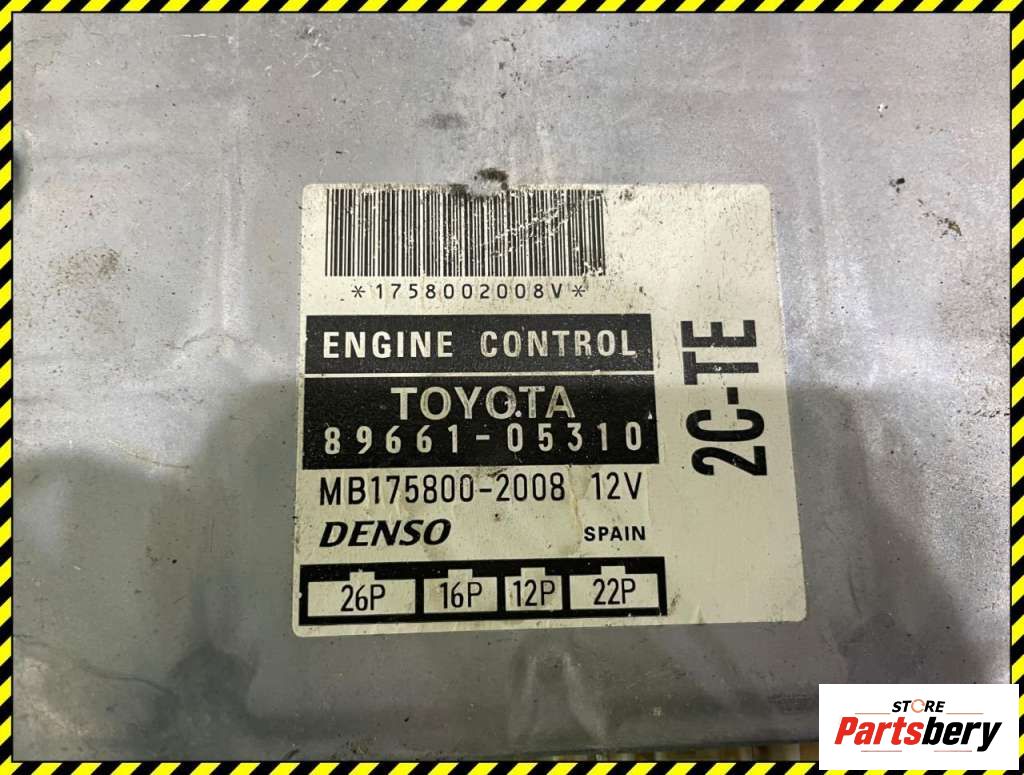 *1758002008V*
ENGINE CONTROL
TOYOTA
89661-05310
MB175800-2008 12V
DENSO SPAIN
26P 16P 12P 22P
2C-TE
STORE
Partsbery